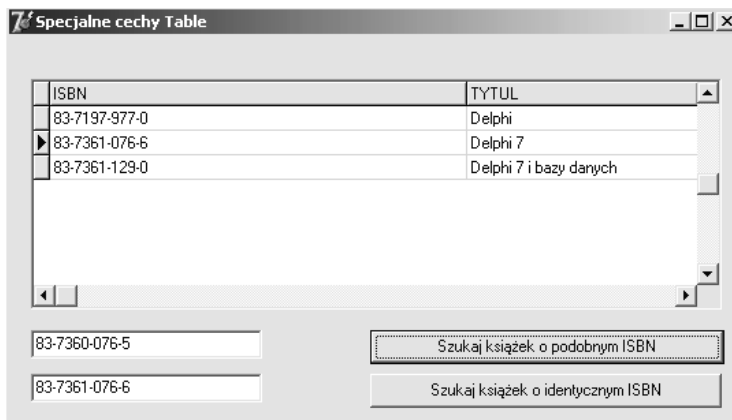 Specjalne cechy Table
ISBN TYTUL
83-7197-977-0 Delphi
83-7361-076-6 Delphi 7
83-7361-129-0 Delphi 7 i bazy danych
83-7360-076-5 Szukaj książek o podobnym ISBN
83-7361-076-6 Szukaj książek o identycznym ISBN